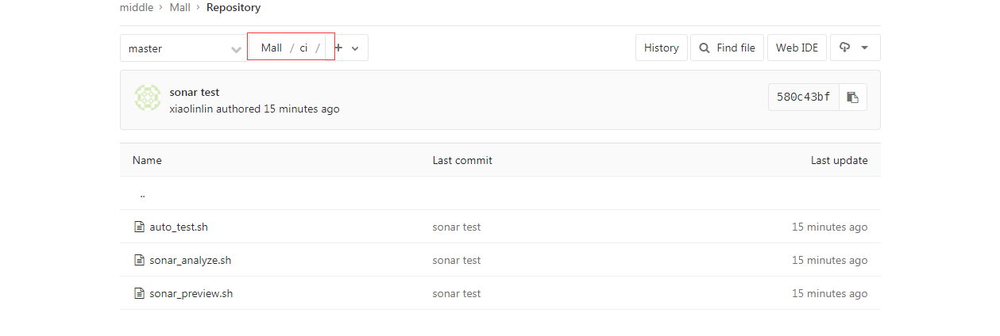 middle › Mall › Repository
master Mall / ci / + History Find file Web IDE
sonar test
xiaolinlin authored 15 minutes ago
580c43bf
Name Last commit Last update
..
auto_test.sh sonar test 15 minutes ago
sonar_analyze.sh sonar test 15 minutes ago
sonar_preview.sh sonar test 15 minutes ago